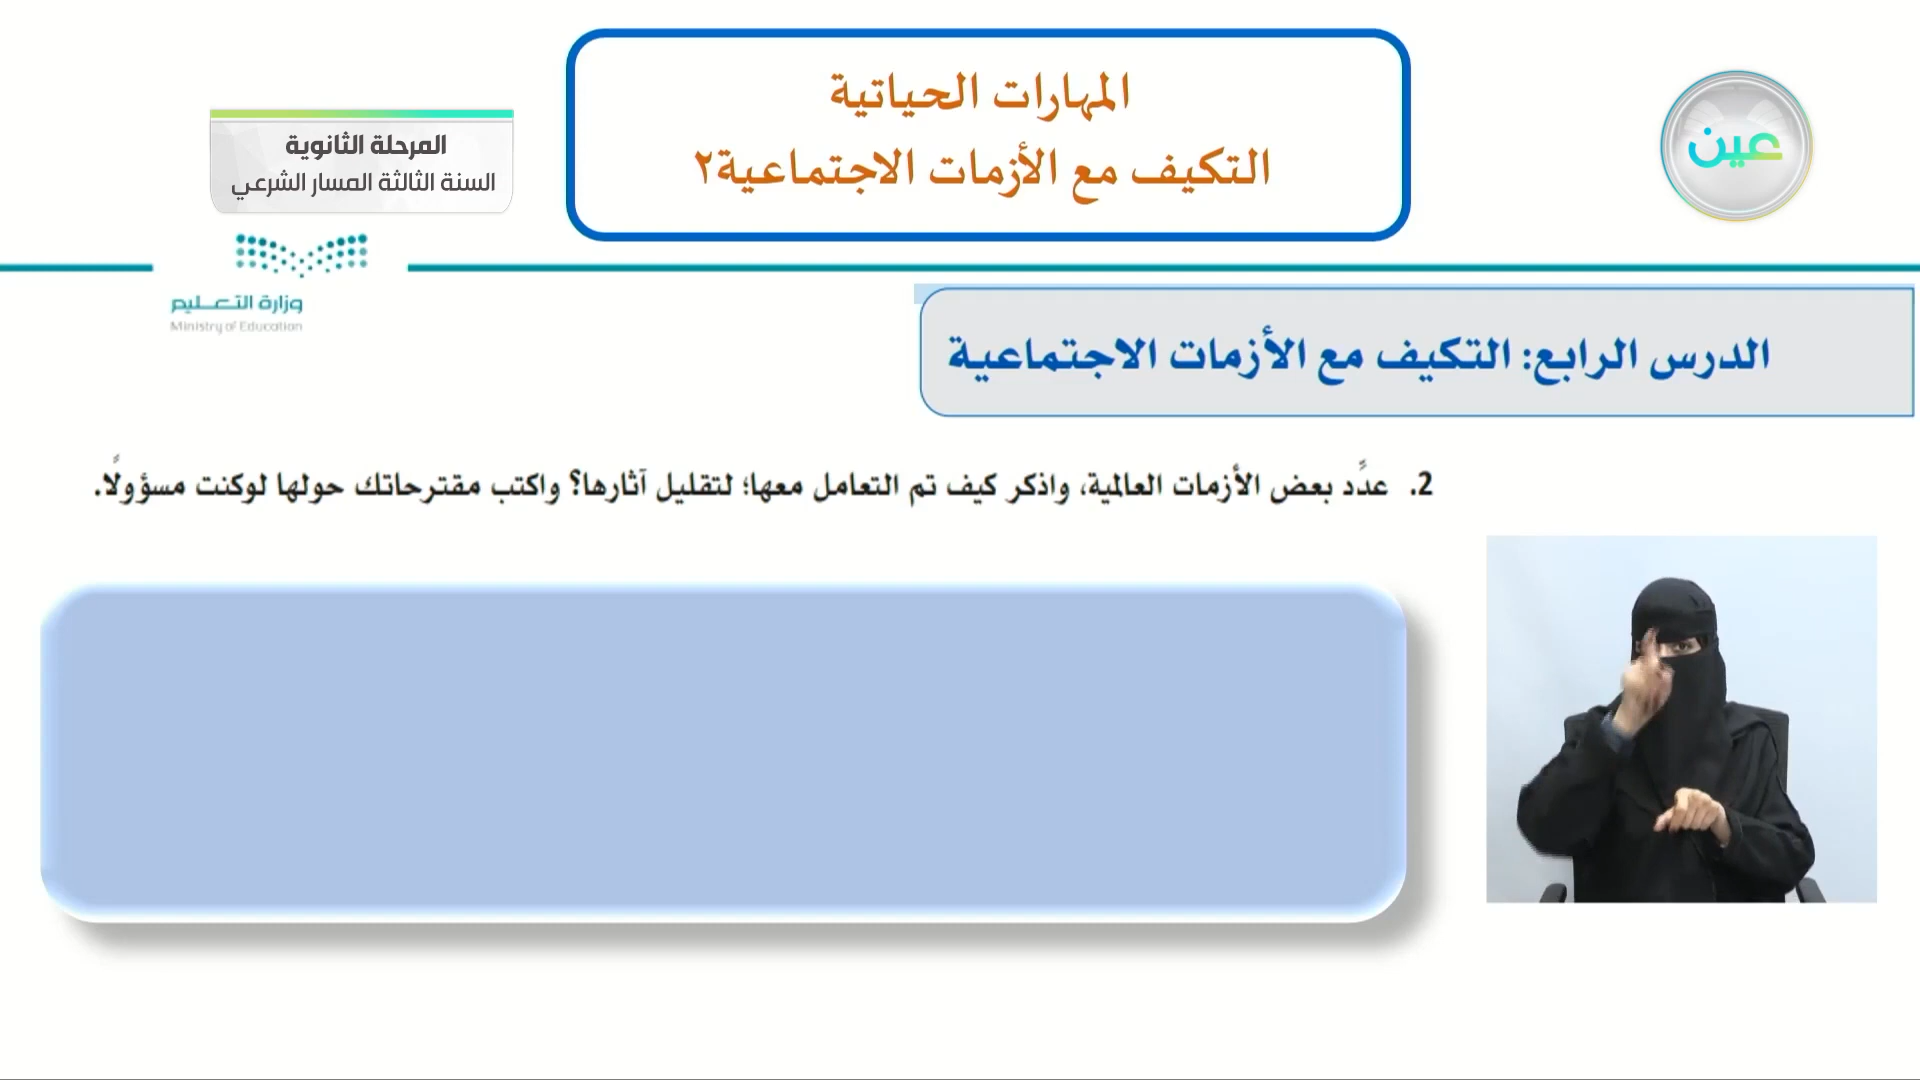 المهارات الحياتية
التكيف مع الأزمات الاجتماعية٢
عين
المرحلة الثانوية
السنة الثالثة المسار الشرعي
وزارة التعليم
Ministry of Education
الدرس الرابع: التكيف مع الأزمات الاجتماعية
2. عدِّد بعض الأزمات العالمية، واذكر كيف تم التعامل معها؛ لتقليل آثارها؟ واكتب مقترحاتك حولها لوكنت مسؤولًا.